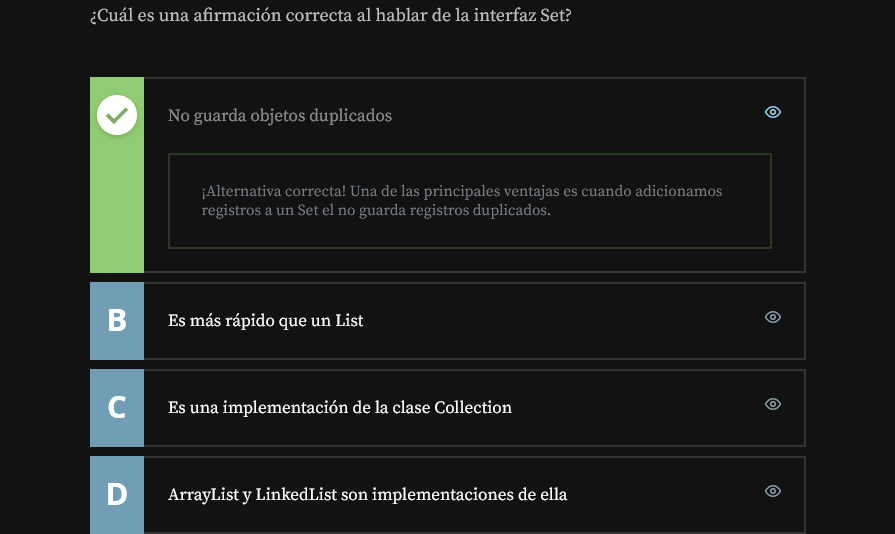 ¿Cuál es una afirmación correcta al hablar de la interfaz Set?
No guarda objetos duplicados
¡Alternativa correcta! Una de las principales ventajas es cuando adicionamos
registros a un Set el no guarda registros duplicados.
B
Es más rápido que un List
C
Es una implementación de la clase Collection
D
ArrayList y LinkedList son implementaciones de ella